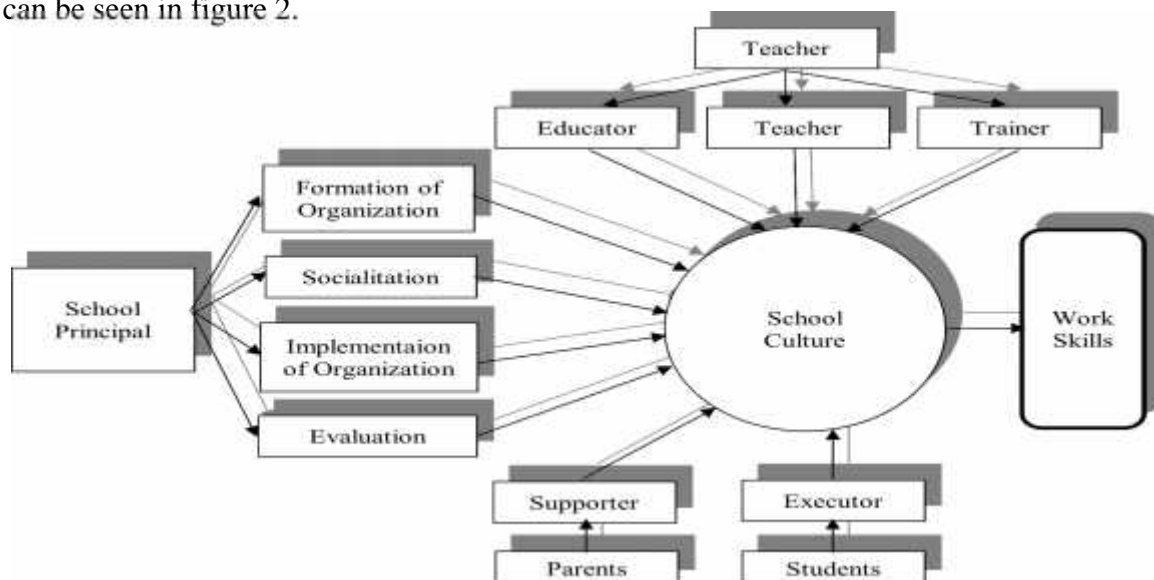 can be seen in figure 2.
Teacher
Educator
Teacher
Trainer
Formation of
Organization
Socialitation
School
Principal
Implementaion
of Organization
Evaluation
School
Culture
Work
Skills
Supporter
Executor
Parents
Students